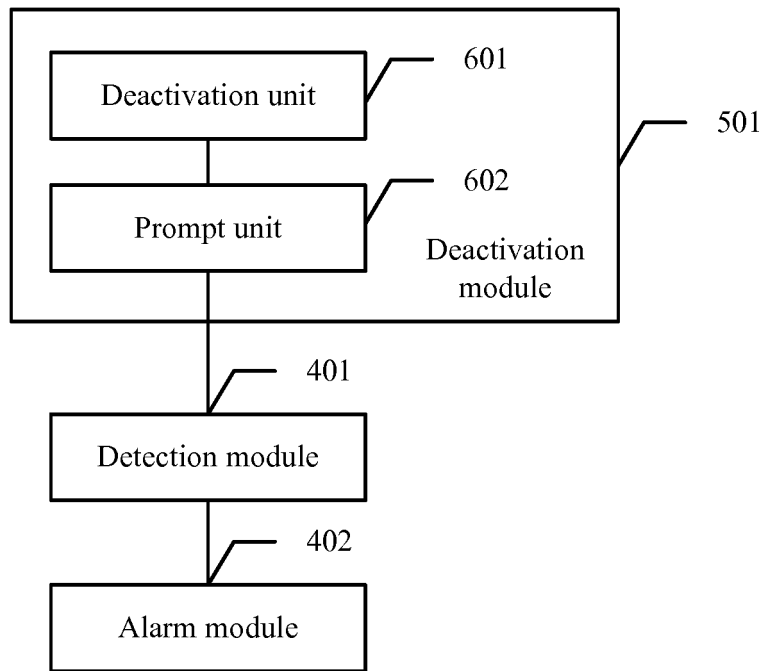 601
Deactivation unit
501
602
Prompt unit
Deactivation
module
401
Detection module
402
Alarm module